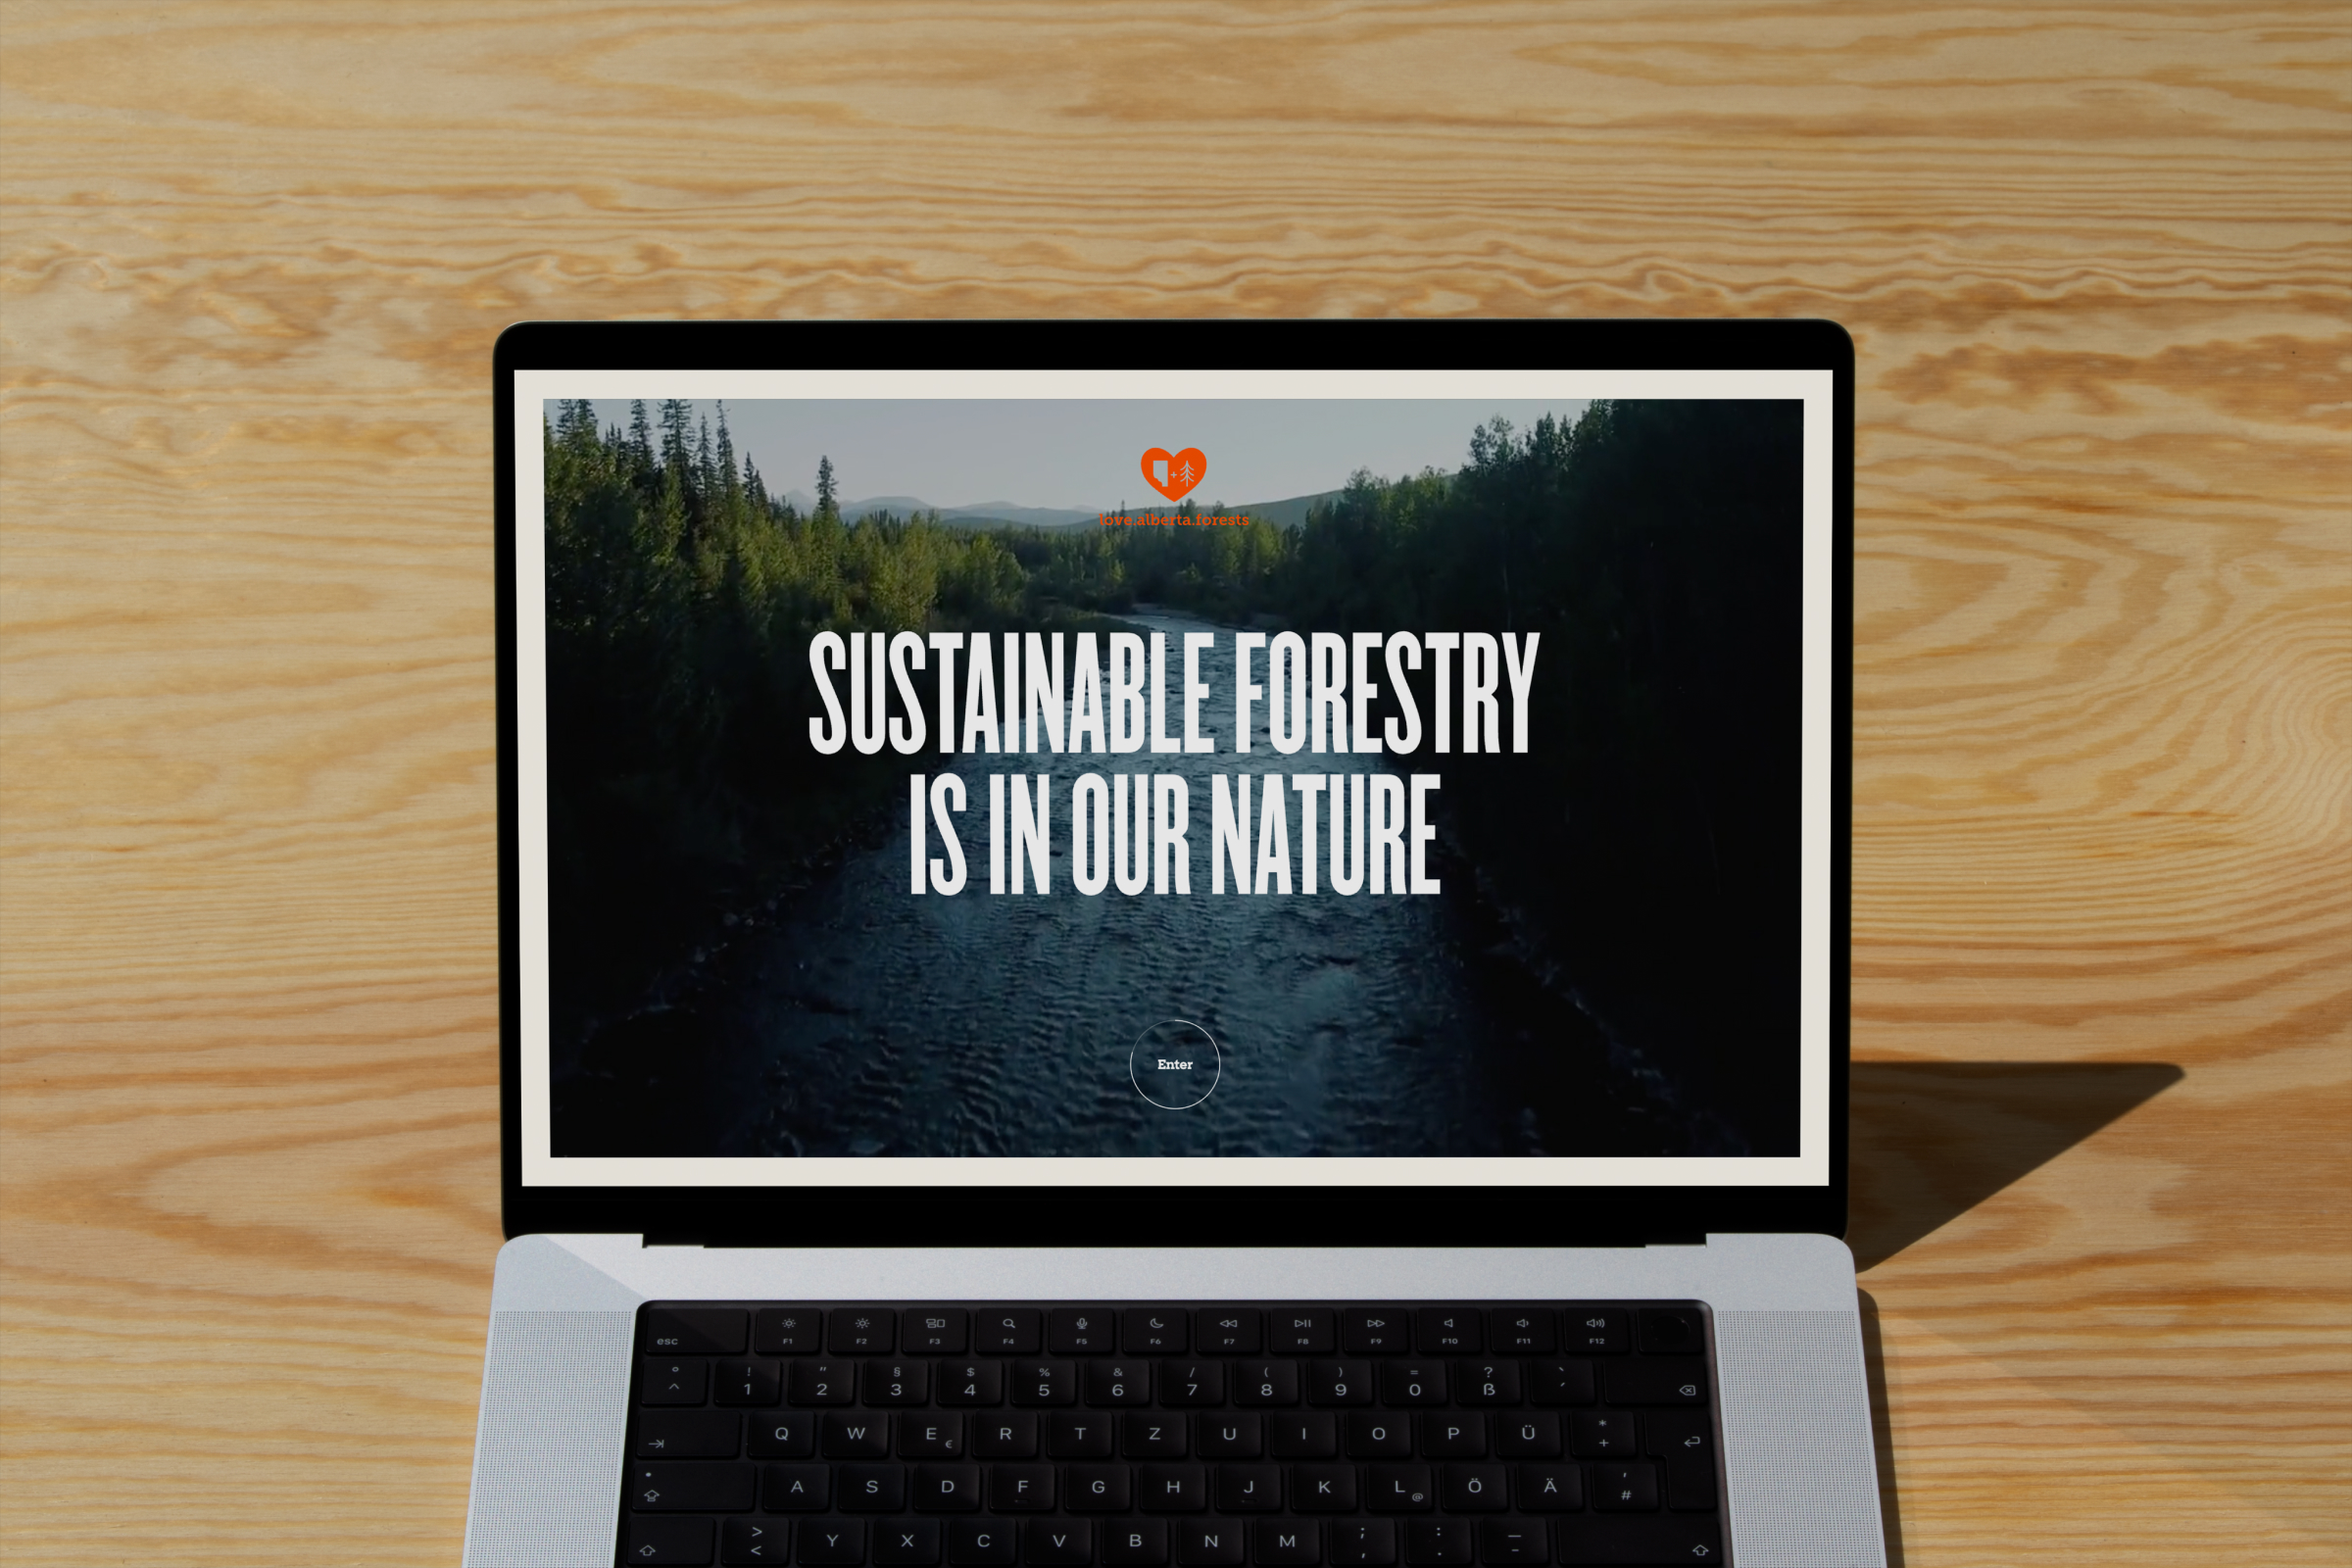 love.alberta.forests
SUSTAINABLE FORESTRY
IS IN OUR NATURE
Enter
esc F1 F2 F3 F4 F5 F6 F7 F8 F9 F10 F11 F12
° ! " § $ % & / ( ) = ? `
^ 1 2 3 4 5 6 7 8 9 0 ß ´
Q W E € R T Z U I O P Ü * +
A S D F G H J K L @ Ö Ä ' #
> < Y X C V B N M ; , : . _ -